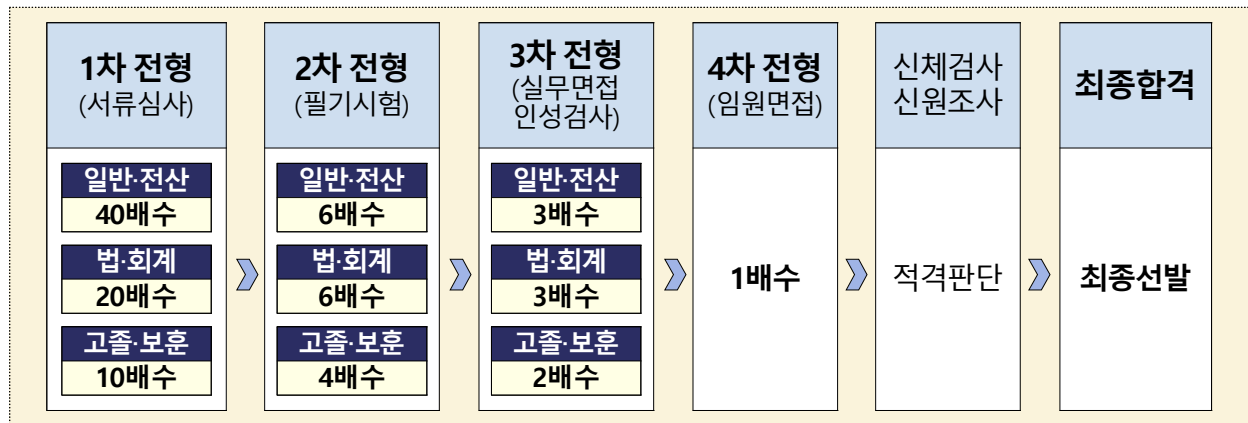 1차 전형
(서류심사)
일반·전산
40배수
법·회계
20배수
고졸·보훈
10배수
2차 전형
(필기시험)
일반·전산
6배수
법·회계
6배수
고졸·보훈
4배수
3차 전형
(실무면접
인성검사)
일반·전산
3배수
법·회계
3배수
고졸·보훈
2배수
4차 전형
(임원면접)
1배수
신체검사
신원조사
적격판단
최종합격
최종선발